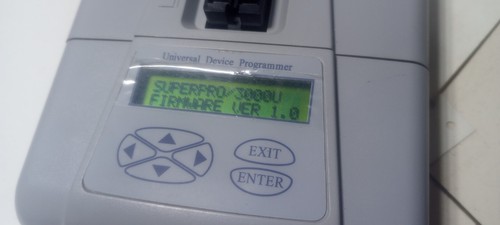 Universal Device Programmer
SUPERPRO/3000U
FIRMWARE VER 1.0
EXIT
ENTER